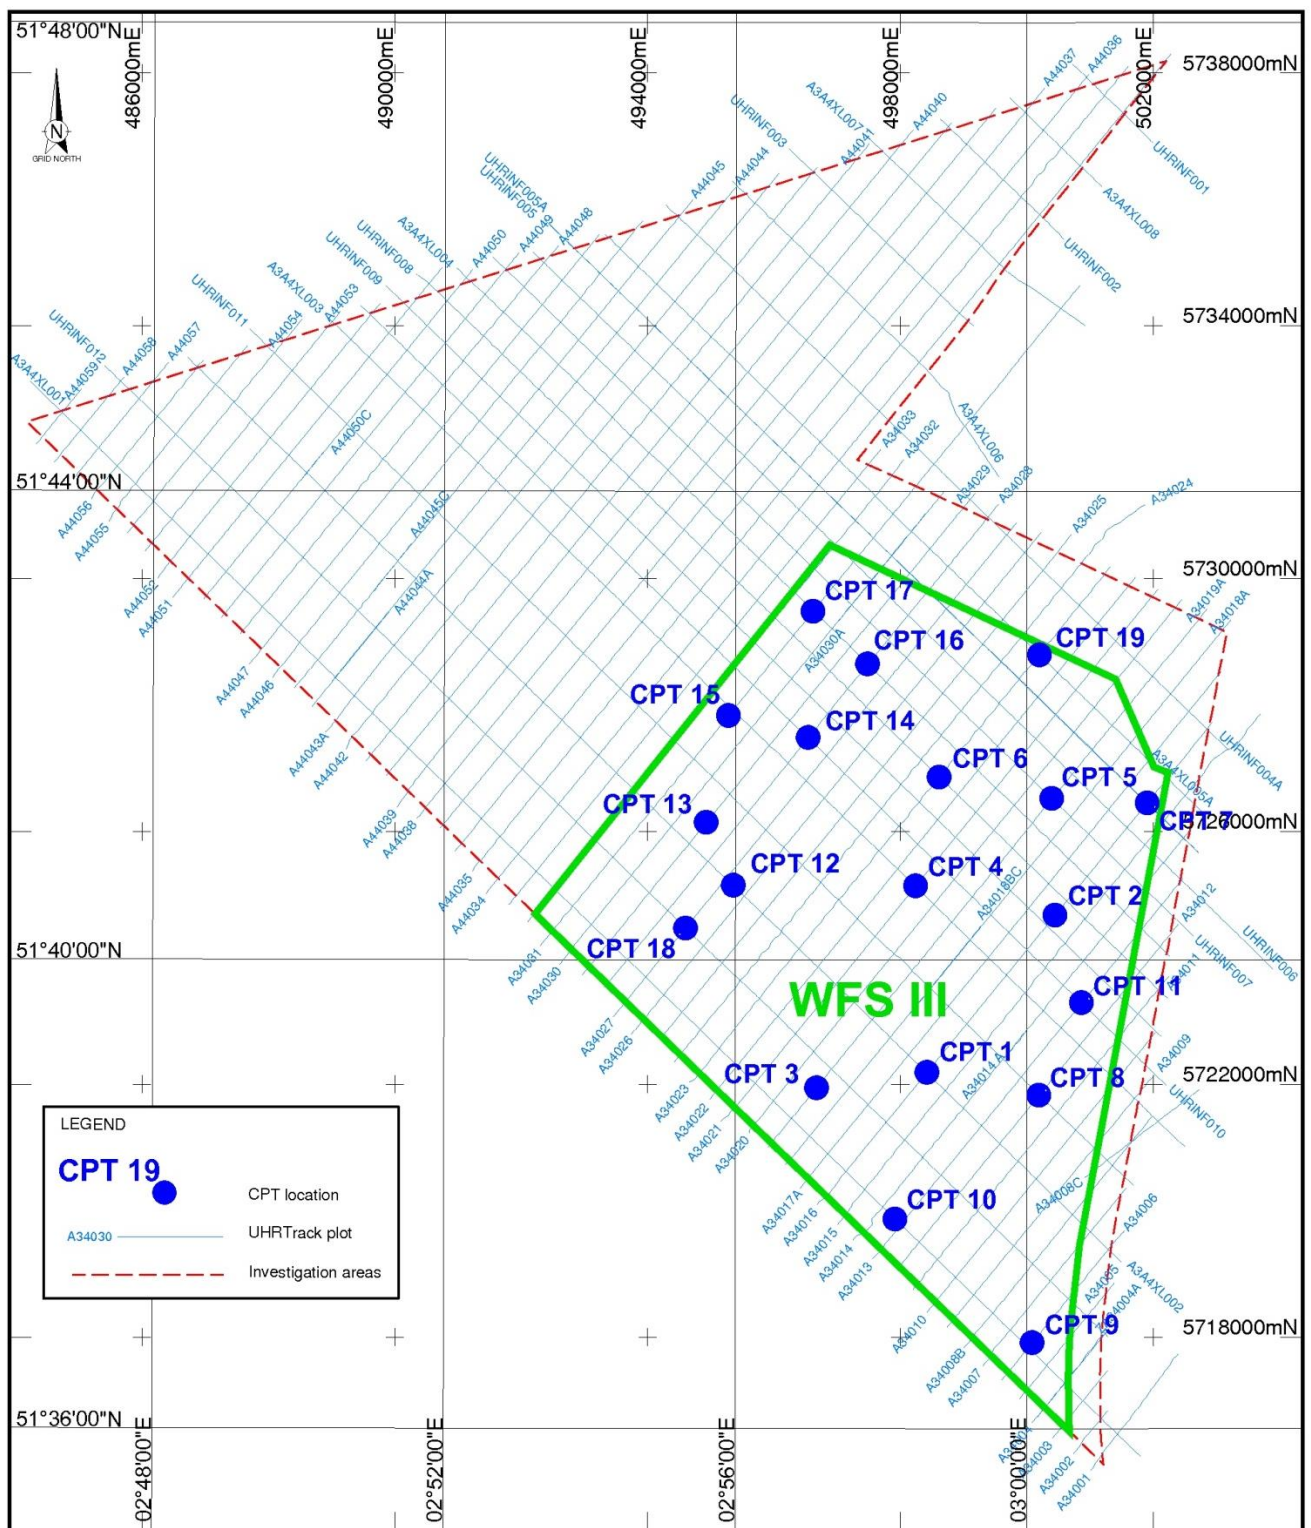 51°48'00"N
486000mE
490000mE
494000mE
498000mE
502000mE
5738000mN
N
GRID NORTH
A44037
A44036
A3A4XL007
A44041
A44040
UHRINF003
UHRINF001
A44045
A44044
UHRINF005A
UHRINF005
A44049
A44048
A3A4XL008
A3A4XL004
A44050
UHRINF002
UHRINF008
UHRINF009
A3A4XL003
A44053
A44054
UHRINF011
5734000mN
UHRINF012
A44058
A44057
A3A4XL001
A44059
A44050C
A34033
A34032
A3A4XL006
51°44'00"N
A34029
A34028
A34024
A34025
A44056
A44055
A44045C
5730000mN
A44052
A44051
A44044A
CPT 17
A34019A
A34018A
A34030A
CPT 16
CPT 19
A44047
A44046
CPT 15
CPT 14
A44043A
A44042
CPT 6
UHRINF004A
A3A4XL005A
CPT 5
CPT 13
CPT 7
5726000mN
A44039
A44038
CPT 12
CPT 4
A34018BC
CPT 2
A34012
A44035
A44034
CPT 18
51°40'00"N
UHRINF006
UHRINF007
A34011
A34031
A34030
WFS III
CPT 11
A34027
A34026
CPT 1
A34009
CPT 3
A34014A
CPT 8
5722000mN
A34023
A34022
A34021
A34020
UHRINF010
LEGEND
CPT 19
CPT location
A34030
UHRTrack plot
Investigation areas
A34017A
A34016
A34015
A34014
A34013
CPT 10
A34008C
A34006
A3A4XL002
A34005
A34004A
A34010
CPT 9
5718000mN
A34008B
A34007
51°36'00"N
A34004
A34003
A34002
A34001
02°48'00"E
02°52'00"E
02°56'00"E
03°00'00"E